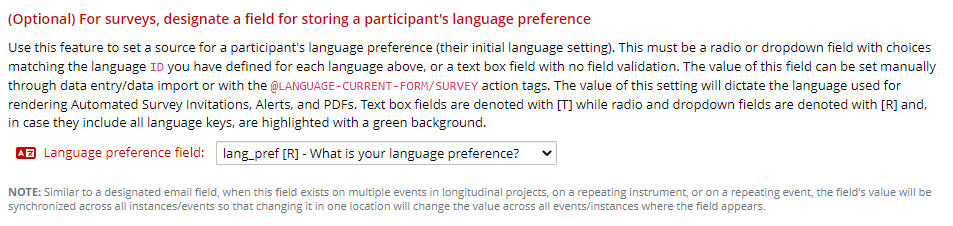 (Optional) For surveys, designate a field for storing a participant's language preference
Use this feature to set a source for a participant's language preference (their initial language setting). This must be a radio or dropdown field with choices
matching the language ID you have defined for each language above, or a text box field with no field validation. The value of this field can be set manually
through data entry/data import or with the @LANGUAGE-CURRENT-FORM/SURVEY action tags. The value of this setting will dictate the language used for
rendering Automated Survey Invitations, Alerts, and PDFs. Text box fields are denoted with [T] while radio and dropdown fields are denoted with [R] and,
in case they include all language keys, are highlighted with a green background.
Language preference field: lang_pref [R] - What is your language preference?
NOTE: Similar to a designated email field, when this field exists on multiple events in longitudinal projects, on a repeating instrument, or on a repeating event, the field's value will be
synchronized across all instances/events so that changing it in one location will change the value across all events/instances where the field appears.